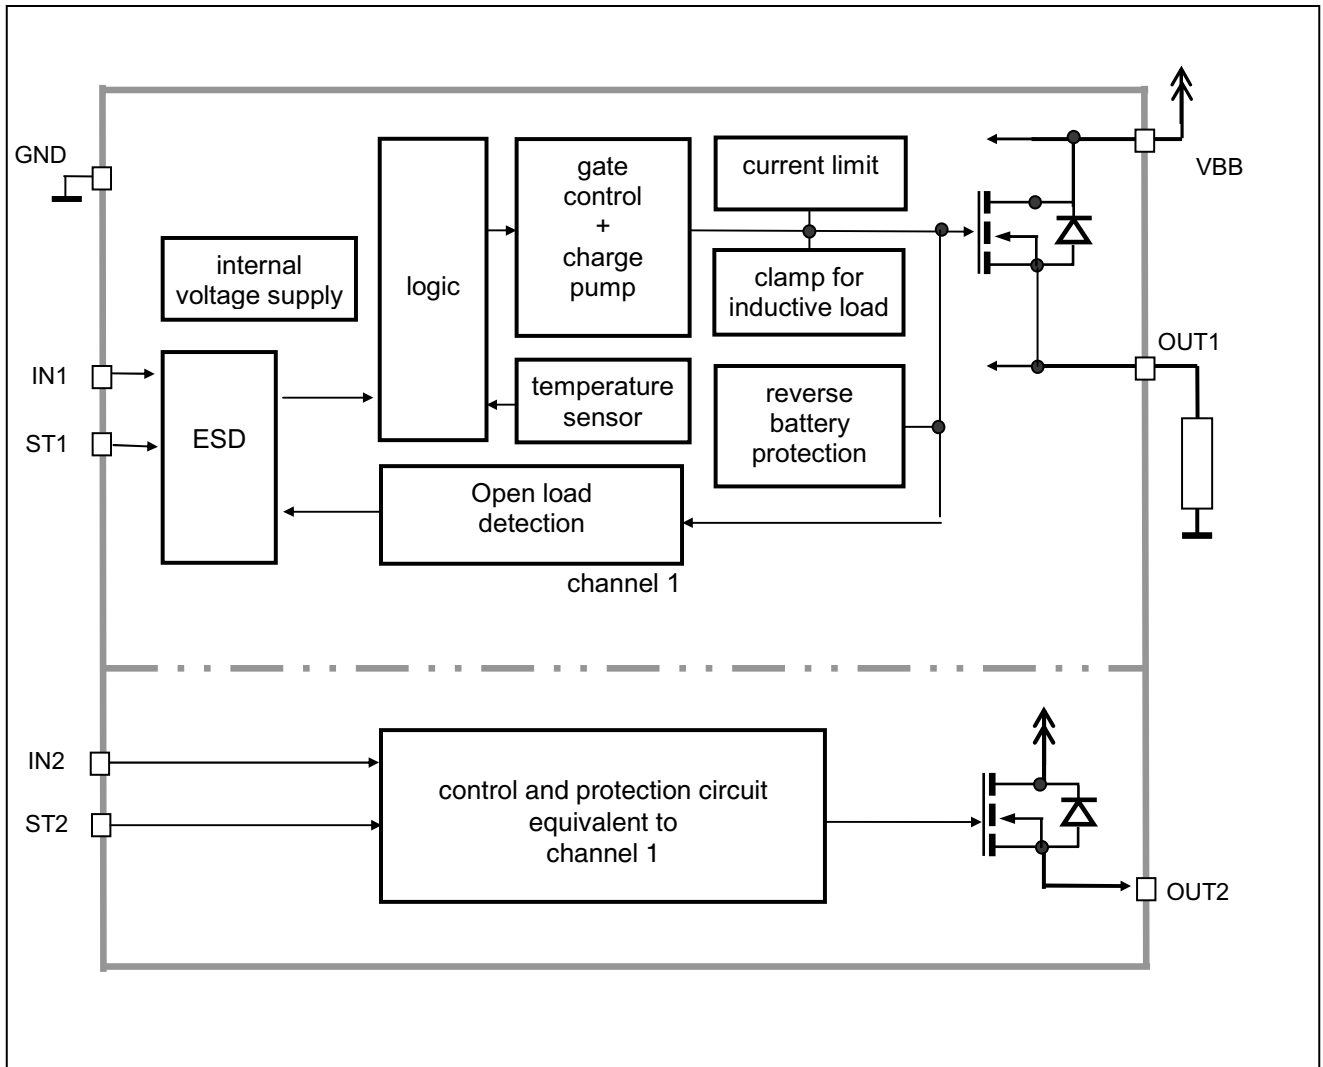 GND
VBB
gate
control
+
charge
pump
current limit
internal
voltage supply
logic
clamp for
inductive load
OUT1
IN1
temperature
sensor
reverse
battery
protection
ST1
ESD
Open load
detection
channel 1
IN2
control and protection circuit
equivalent to
channel 1
ST2
OUT2